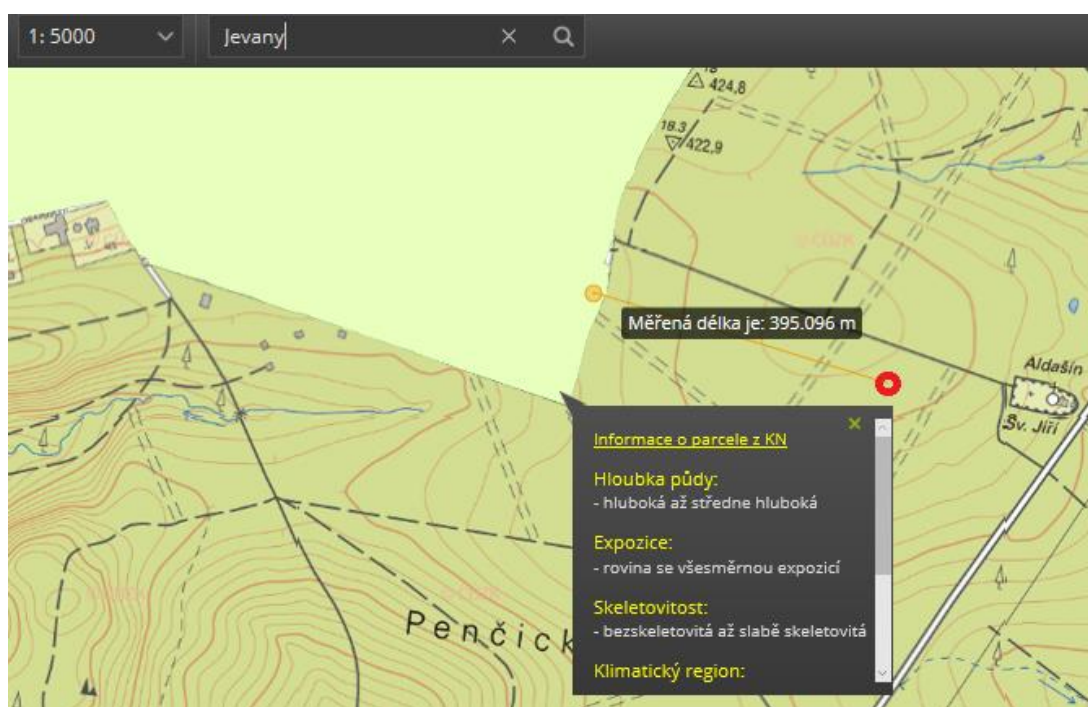 1: 5000
Jevany
424,8
18.3
422,9
Měřená délka je: 395.096 m
Aldašín
Sv. Jiří
Informace o parcele z KN
Hloubka půdy:
- hluboká až středne hluboká
Expozice:
- rovina se všesměrnou expozicí
Skeletovitost:
- bezskeletovitá až slabě skeletovitá
Klimatický region:
Penčick